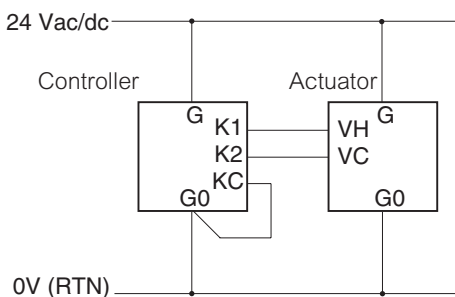 24 Vac/dc
Controller Actuator
G G
K1 VH
K2 VC
KC
G0 G0
0V (RTN)